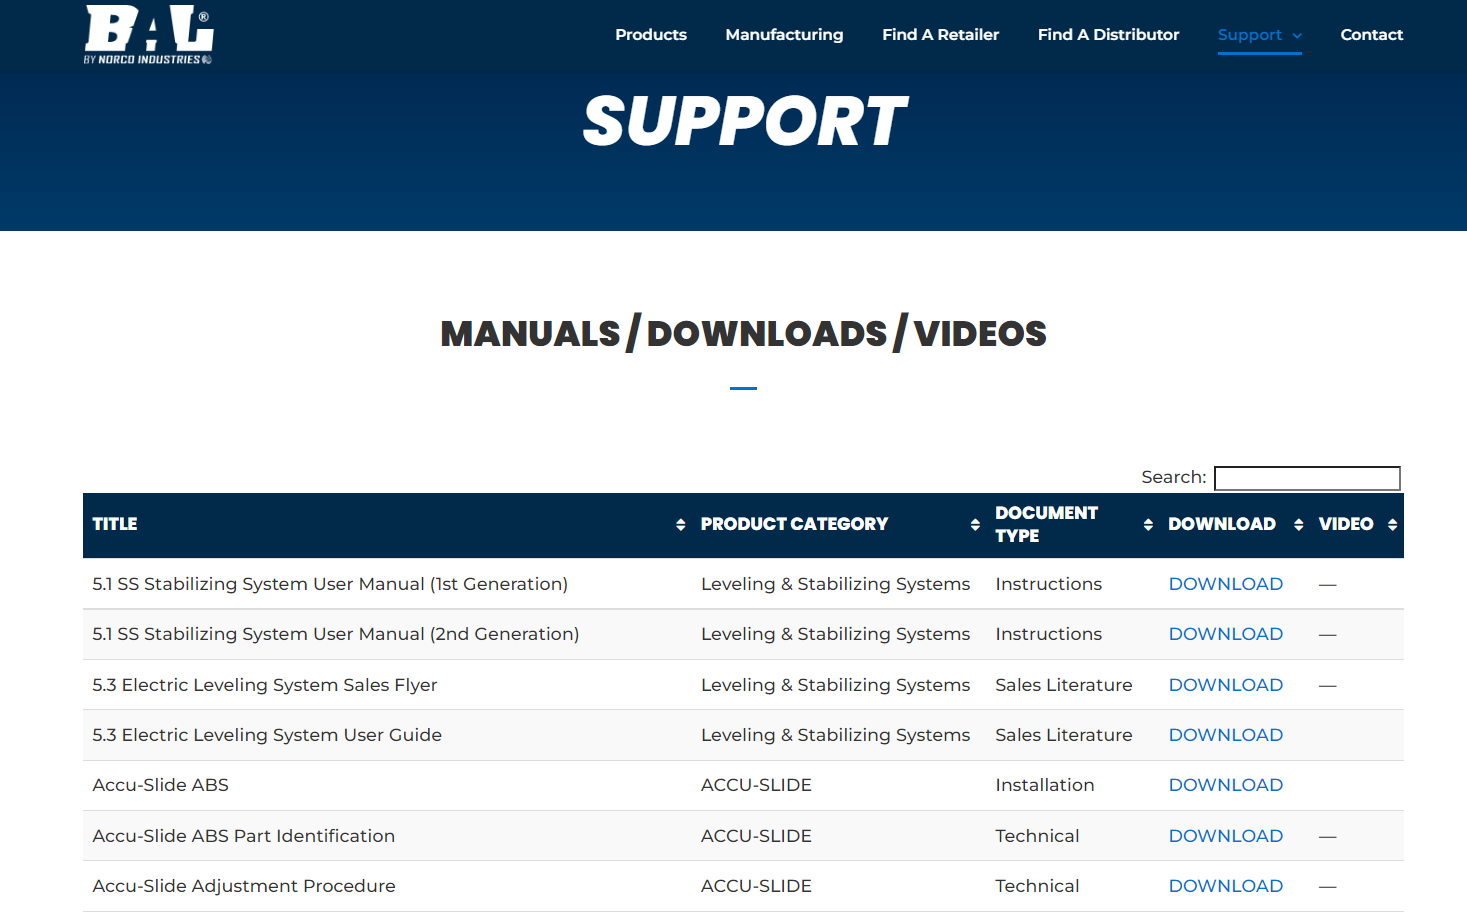 BAL®
BY NORCO INDUSTRIES
Products Manufacturing Find A Retailer Find A Distributor Support Contact
SUPPORT
MANUALS / DOWNLOADS / VIDEOS
Search:
TITLE PRODUCT CATEGORY DOCUMENT TYPE DOWNLOAD VIDEO
5.1 SS Stabilizing System User Manual (1st Generation) Leveling & Stabilizing Systems Instructions DOWNLOAD —
5.1 SS Stabilizing System User Manual (2nd Generation) Leveling & Stabilizing Systems Instructions DOWNLOAD —
5.3 Electric Leveling System Sales Flyer Leveling & Stabilizing Systems Sales Literature DOWNLOAD —
5.3 Electric Leveling System User Guide Leveling & Stabilizing Systems Sales Literature DOWNLOAD
Accu-Slide ABS ACCU-SLIDE Installation DOWNLOAD
Accu-Slide ABS Part Identification ACCU-SLIDE Technical DOWNLOAD —
Accu-Slide Adjustment Procedure ACCU-SLIDE Technical DOWNLOAD —